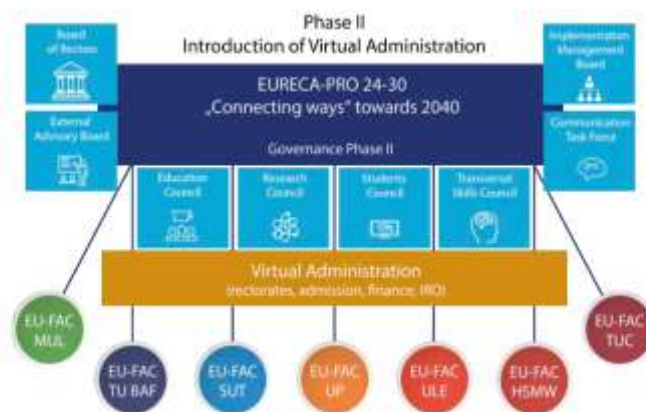 Phase II
Introduction of Virtual Administration
Board
of Rectors
Implementation
Management
Board
EURECA-PRO 24-30
„Connecting ways“ towards 2040
External
Advisory Board
Communication
Task Force
Governance Phase II
Education
Council
Research
Council
Students
Council
Transversal
Skills Council
Virtual Administration
(rectorates, admission, finance, IRO)
EU-FAC
MUL
EU-FAC
TUC
EU-FAC
TU BAF
EU-FAC
SUT
EU-FAC
UP
EU-FAC
ULE
EU-FAC
HSMW